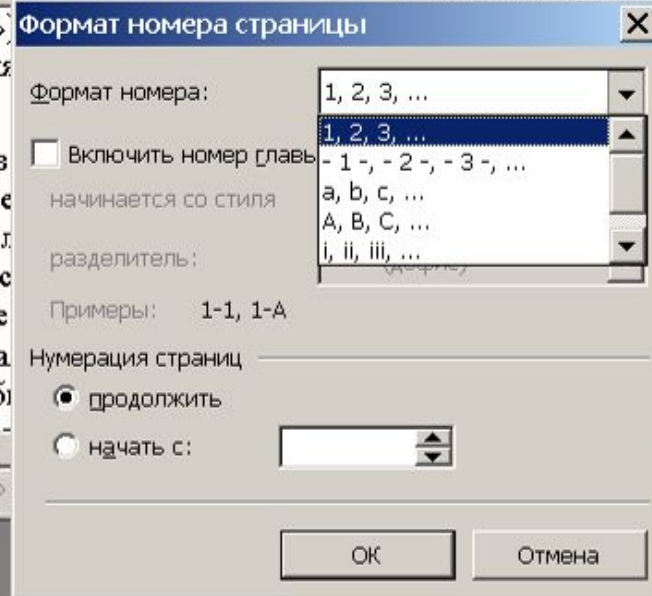 Формат номера страницы
Формат номера: 1, 2, 3, ...
1, 2, 3, ...
Включить номер главы
- 1 -, - 2 -, - 3 -, ...
начинается со стиля
a, b, c, ...
A, B, C, ...
i, ii, iii, ...
разделитель: (дефис)
Примеры: 1-1, 1-A
Нумерация страниц
продолжить
начать с:
ОК Отмена